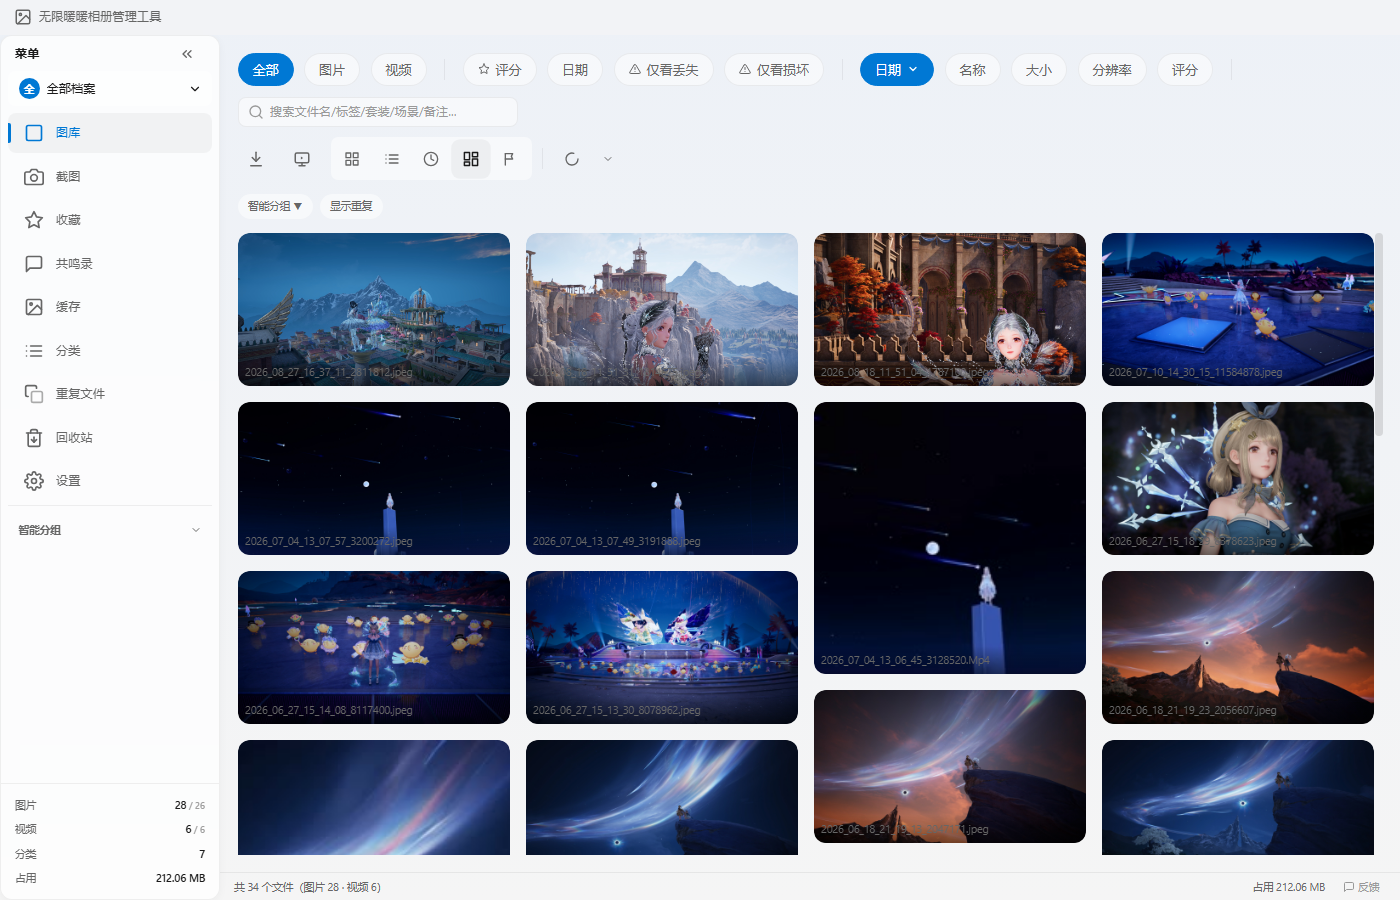 无限暖暖相册管理工具
菜单
全 全部档案
图库
截图
收藏
共鸣录
缓存
分类
重复文件
回收站
设置
智能分组
图片 28 / 26
视频 6 / 6
分类 7
占用 212.06 MB
全部 图片 视频 评分 日期 仅看丢失 仅看损坏 日期 名称 大小 分辨率 评分
搜索文件名/标签/套装/场景/备注...
智能分组 ▼ 显示重复
2026_08_27_16_37_11_2811812.jpeg
2026_07_10_14_30_15_11584878.jpeg
2026_07_04_13_07_57_3200272.jpeg
2026_07_04_13_07_49_3191888.jpeg
2026_07_04_13_06_45_3128520.Mp4
2026_06_27_15_14_08_8117400.jpeg
2026_06_27_15_13_30_8078962.jpeg
2026_06_18_21_19_23_2056607.jpeg
共 34 个文件（图片 28 · 视频 6）
占用 212.06 MB
反馈